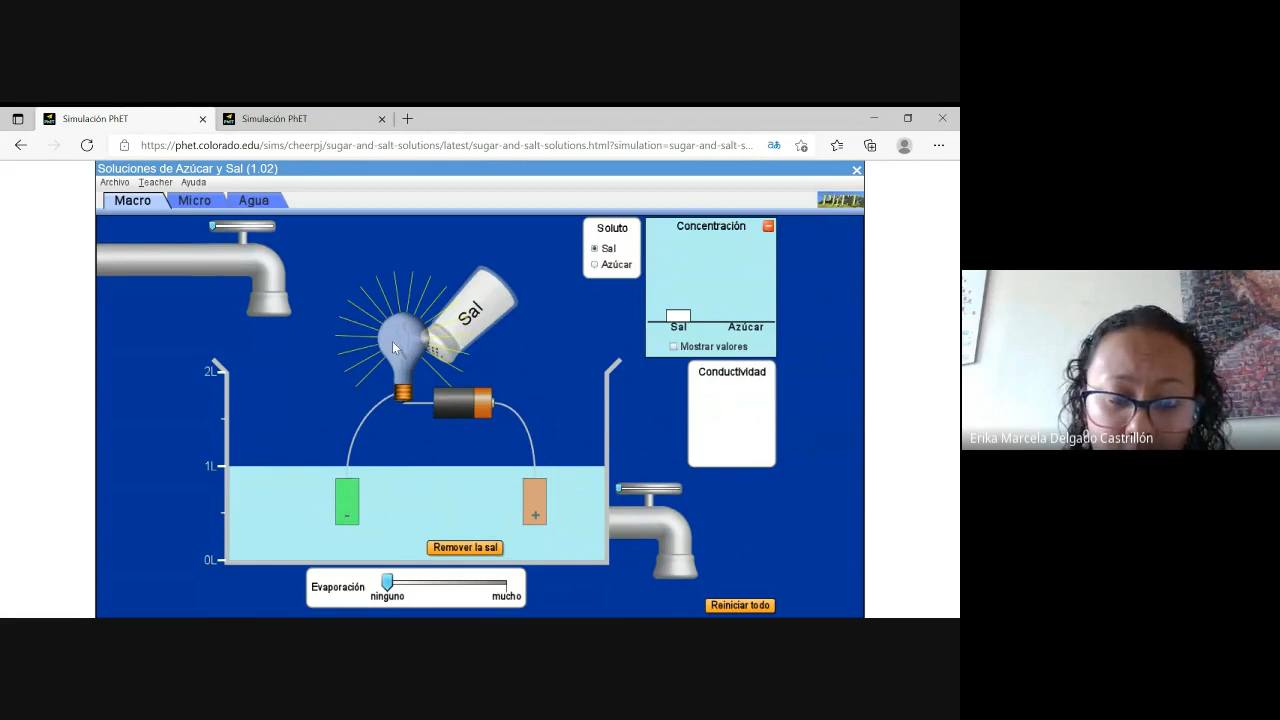 Simulación PhET
Simulación PhET
https://phet.colorado.edu/sims/cheerpj/sugar-and-salt-solutions/latest/sugar-and-salt-solutions.html?simulation=sugar-and-salt-s...
Soluciones de Azúcar y Sal (1.02)
Archivo Teacher Ayuda
Macro Micro Agua
PhET
Soluto
Sal
Azúcar
Concentración
Sal Azúcar
Mostrar valores
Sal
Conductividad
2L
1L
0L
-
+
Remover la sal
Evaporación
ninguno mucho
Reiniciar todo
Erika Marcela Delgado Castrillón